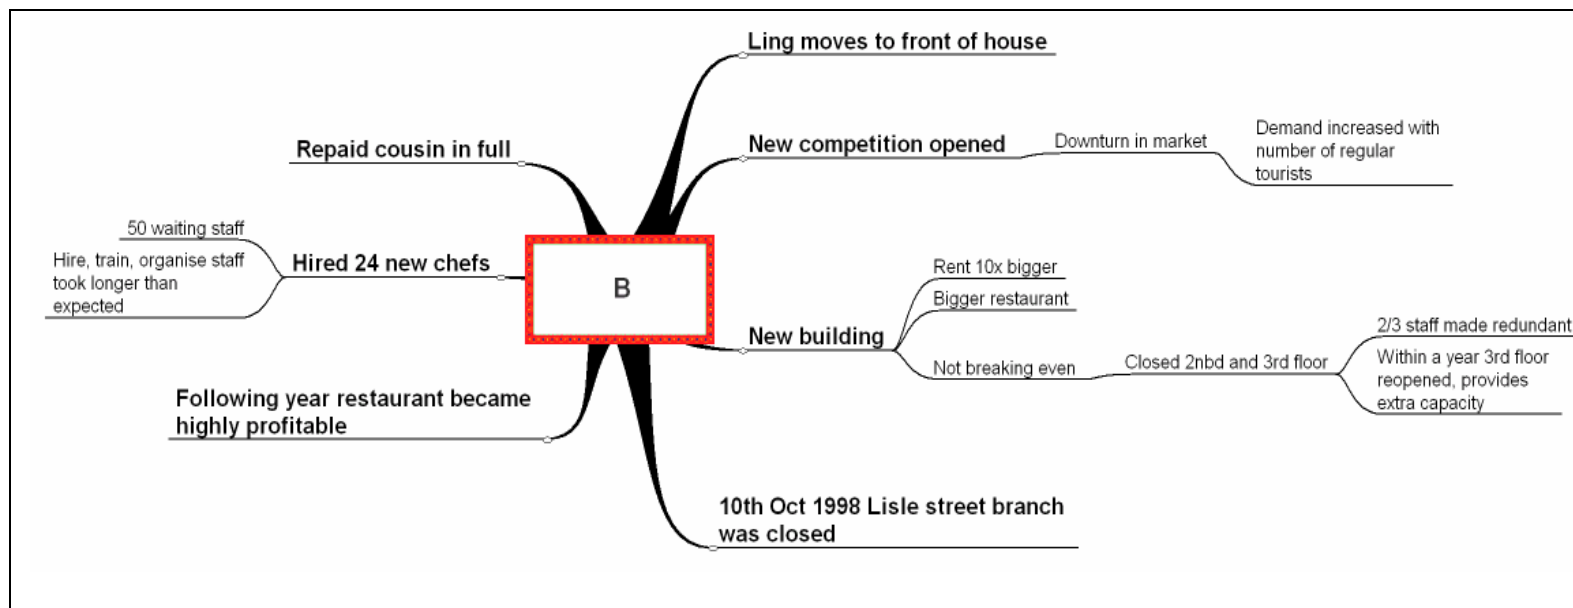 Ling moves to front of house
New competition opened
Downturn in market
Demand increased with
number of regular
tourists
Repaid cousin in full
50 waiting staff
Hire, train, organise staff
took longer than
expected
Hired 24 new chefs
B
New building
Rent 10x bigger
Bigger restaurant
Not breaking even
Closed 2nbd and 3rd floor
2/3 staff made redundant
Within a year 3rd floor
reopened, provides
extra capacity
Following year restaurant became
highly profitable
10th Oct 1998 Lisle street branch
was closed